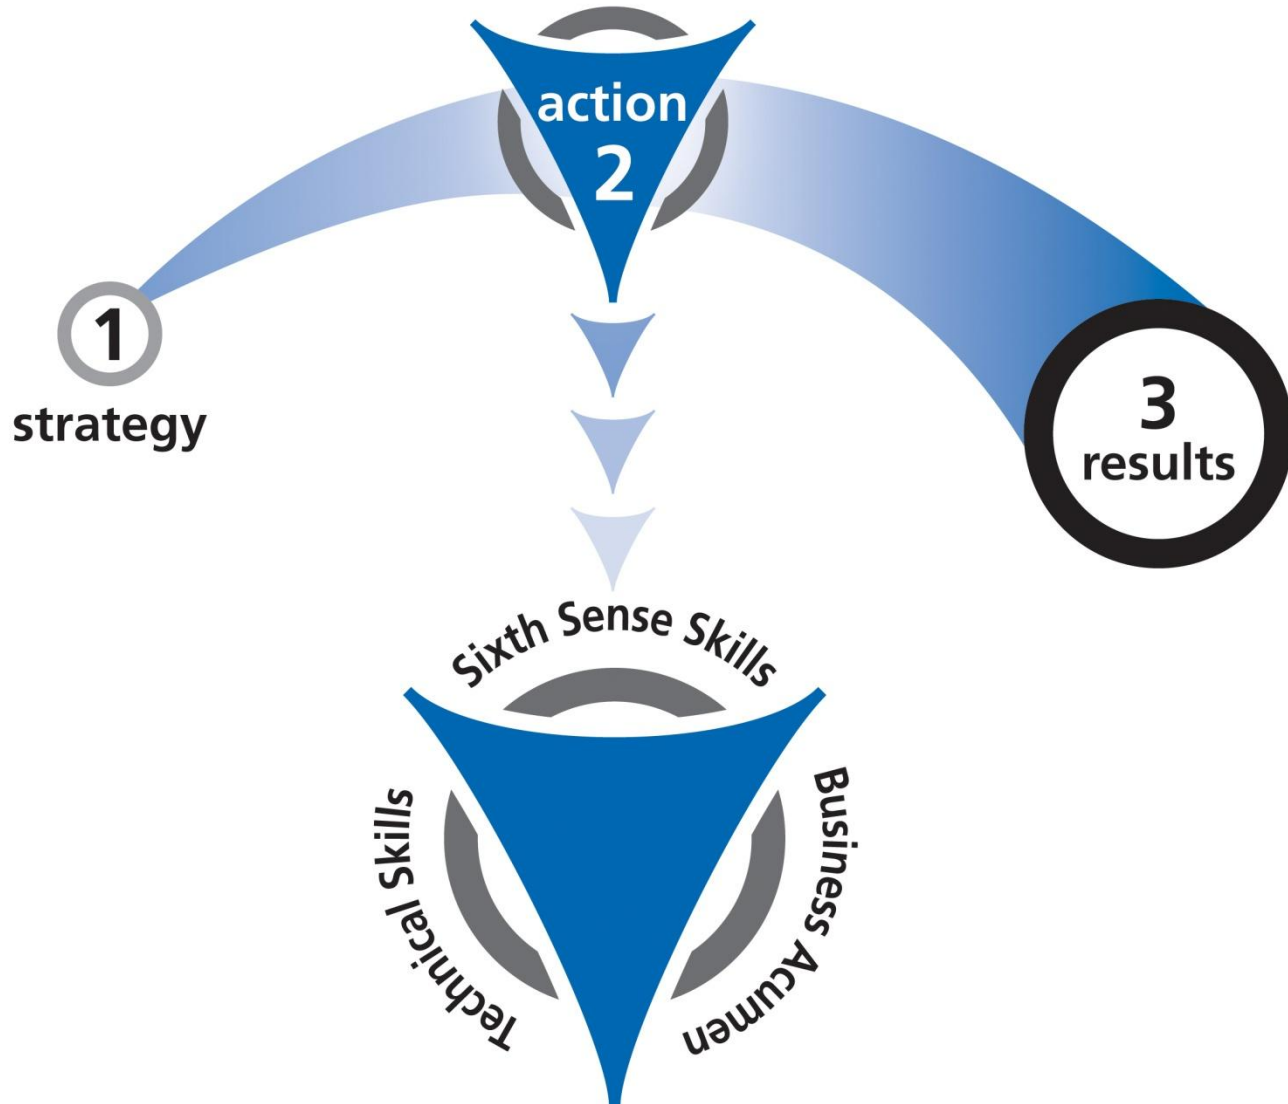 action
2
1
strategy
3
results
Sixth Sense Skills
Technical Skills
Business Acumen